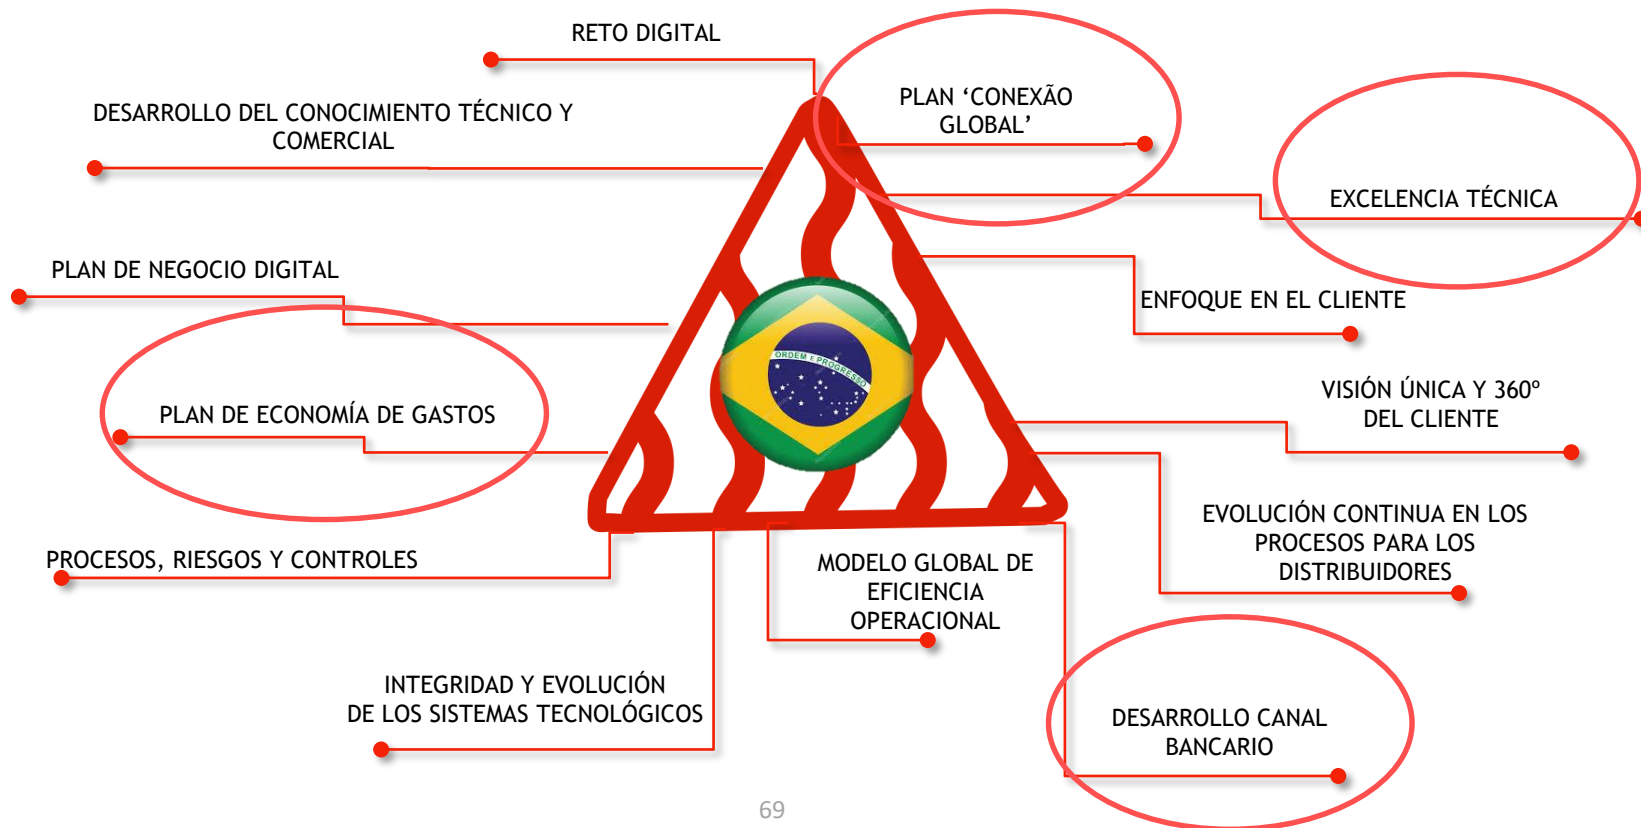 RETO DIGITAL
PLAN ‘CONEXÃO
GLOBAL’
DESARROLLO DEL CONOCIMIENTO TÉCNICO Y
COMERCIAL
EXCELENCIA TÉCNICA
PLAN DE NEGOCIO DIGITAL
ENFOQUE EN EL CLIENTE
ORDEM E PROGRESSO
PLAN DE ECONOMÍA DE GASTOS
VISIÓN ÚNICA Y 360º
DEL CLIENTE
EVOLUCIÓN CONTINUA EN LOS
PROCESOS PARA LOS
DISTRIBUIDORES
PROCESOS, RIESGOS Y CONTROLES
MODELO GLOBAL DE
EFICIENCIA
OPERACIONAL
INTEGRIDAD Y EVOLUCIÓN
DE LOS SISTEMAS TECNOLÓGICOS
DESARROLLO CANAL
BANCARIO
69